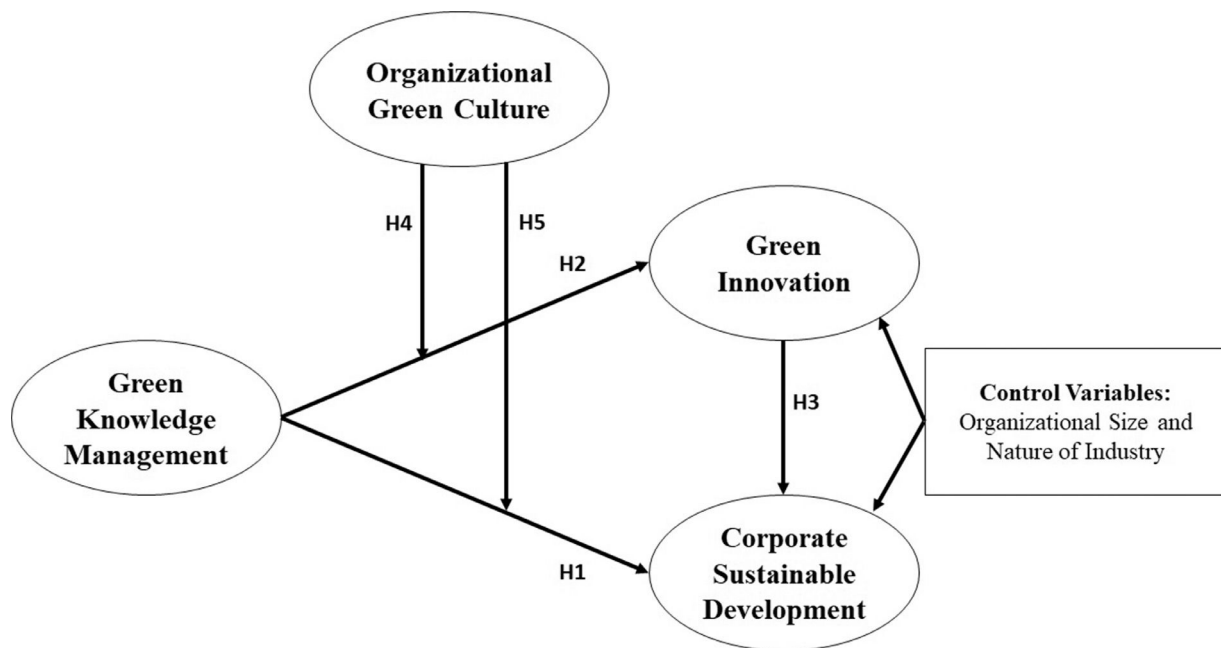 Organizational
Green Culture
H4
H5
H2
Green
Innovation
Green
Knowledge
Management
H3
Control Variables:
Organizational Size and
Nature of Industry
H1
Corporate
Sustainable
Development